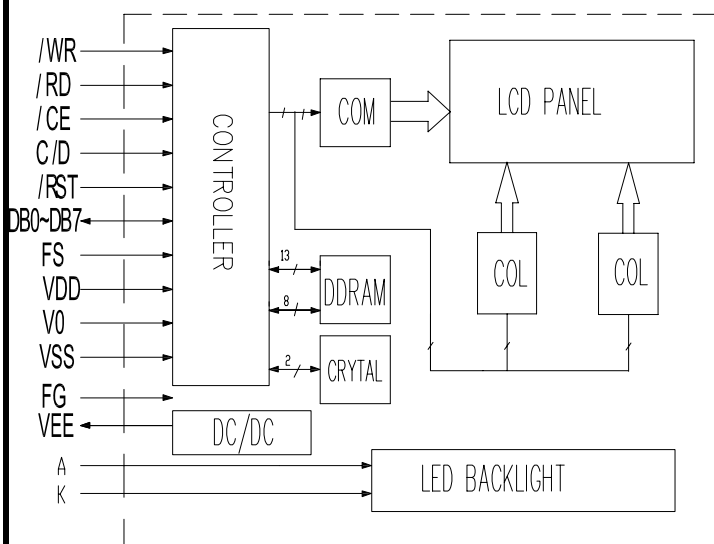 /WR
/RD
/CE
C/D
/RST
DB0~DB7
FS
VDD
V0
VSS
FG
VEE
A
K
CONTROLLER
COM
LCD PANEL
13
8
DDRAM
2
CRYTAL
COL
COL
DC/DC
LED BACKLIGHT